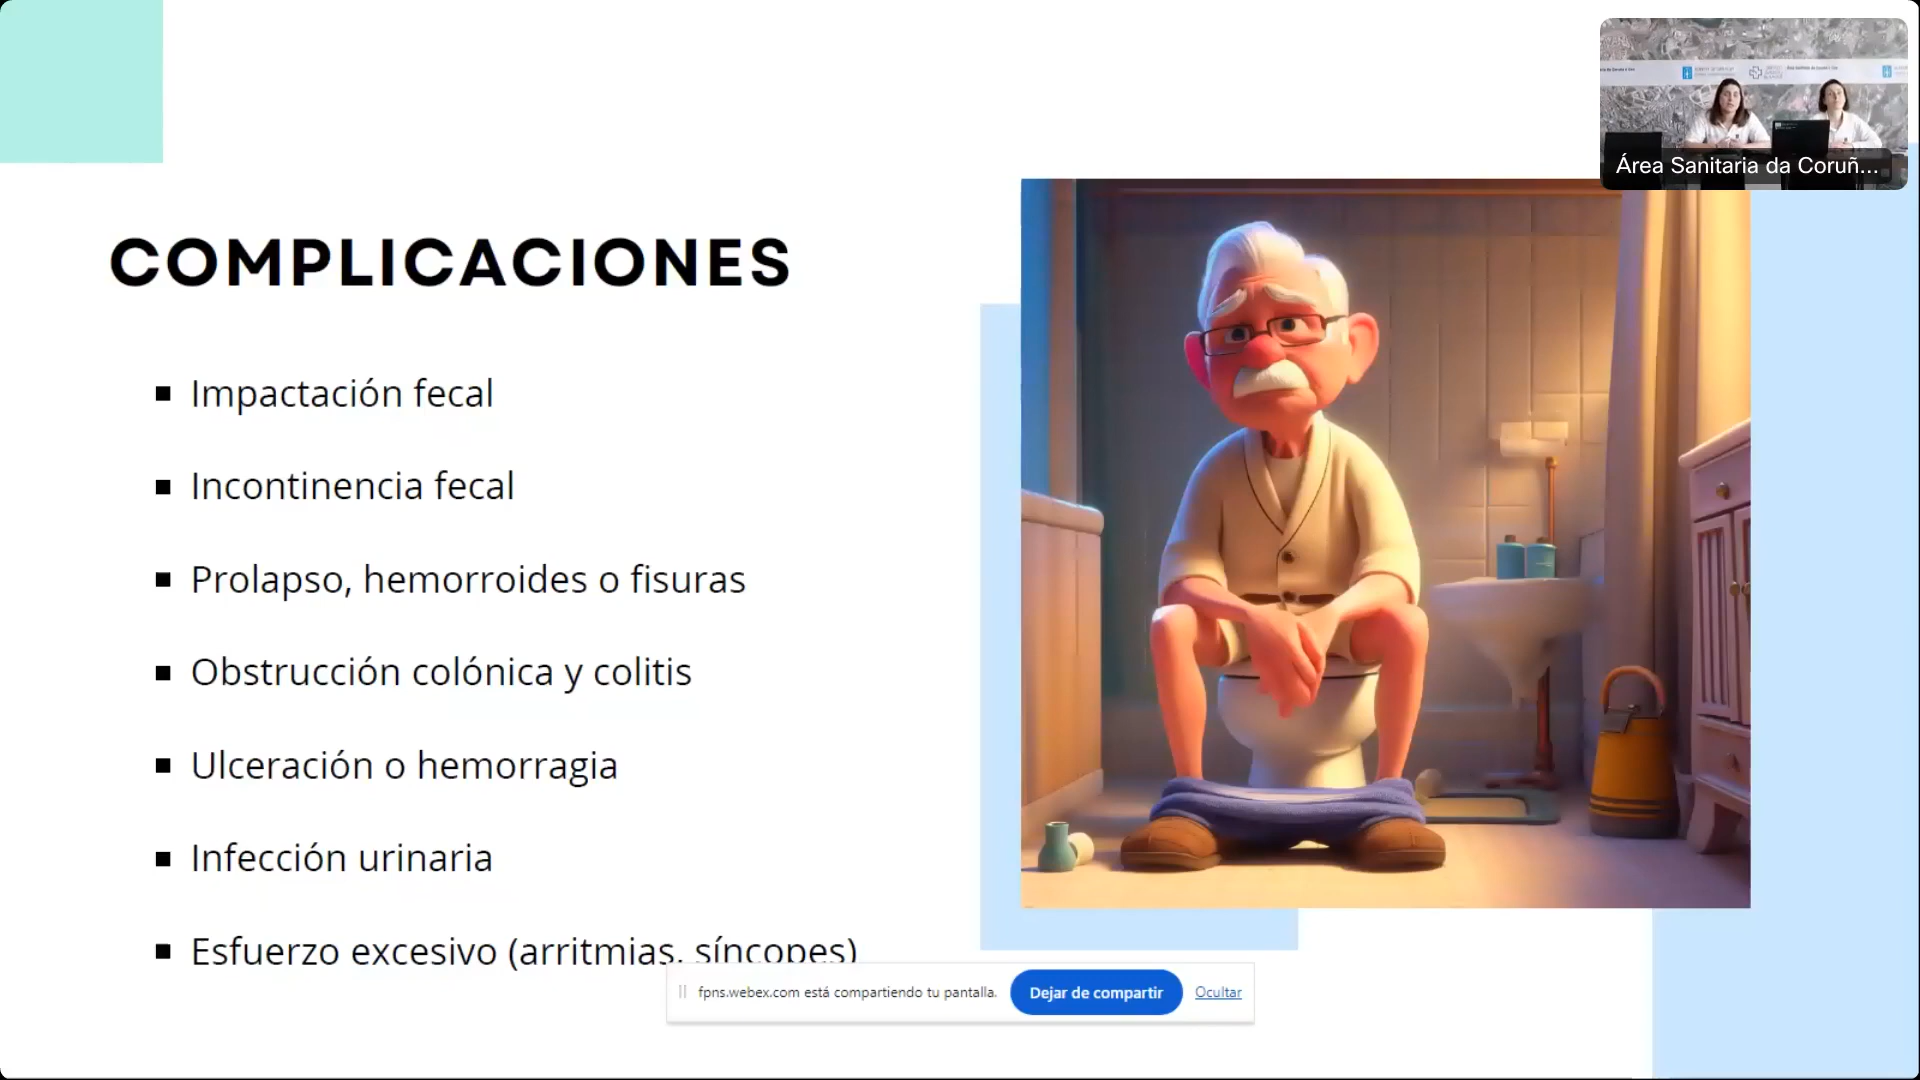 Área Sanitaria da Coruñ...
COMPLICACIONES
Impactación fecal
Incontinencia fecal
Prolapso, hemorroides o fisuras
Obstrucción colónica y colitis
Ulceración o hemorragia
Infección urinaria
Esfuerzo excesivo (arritmias, síncopes)
fpns.webex.com está compartiendo tu pantalla. Dejar de compartir Ocultar